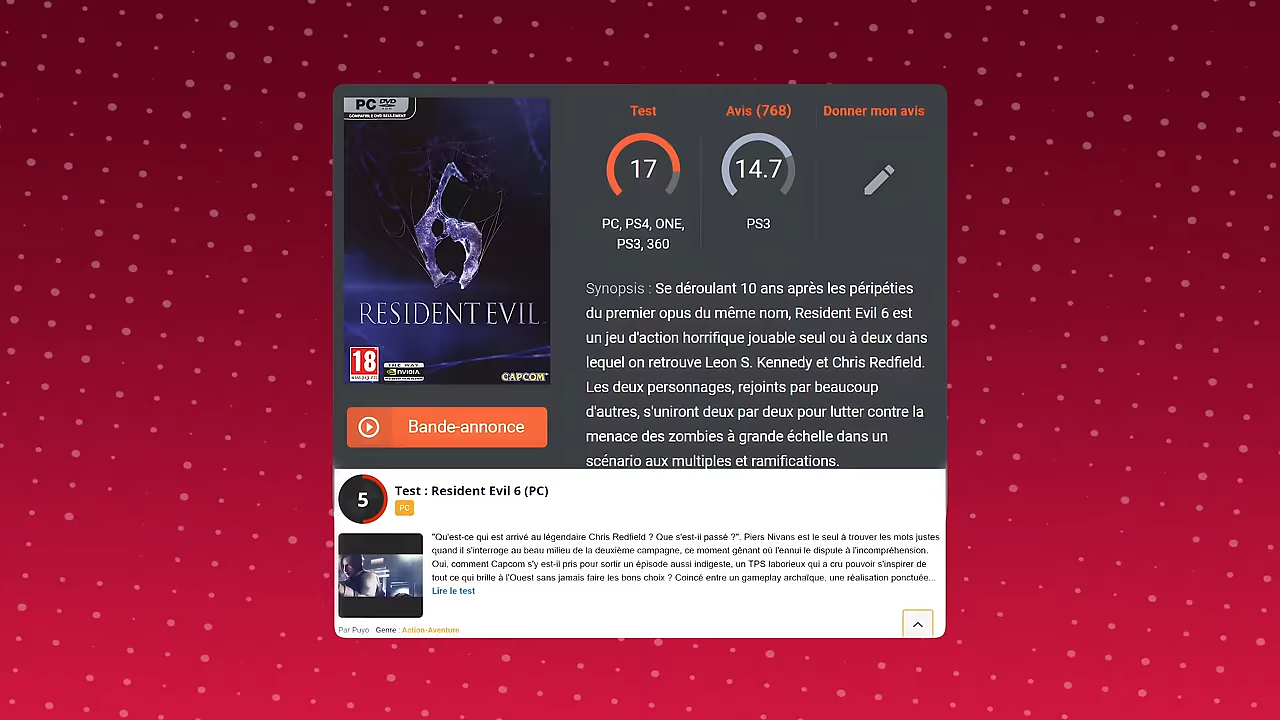 PC DVD
COMPATIBLE DVD SEULEMENT
RESIDENT EVIL
18
NVIDIA
CAPCOM
Bande-annonce
Test
17
PC, PS4, ONE,
PS3, 360
Avis (768)
14.7
PS3
Donner mon avis
Synopsis : Se déroulant 10 ans après les péripéties
du premier opus du même nom, Resident Evil 6 est
un jeu d'action horrifique jouable seul ou à deux dans
lequel on retrouve Leon S. Kennedy et Chris Redfield.
Les deux personnages, rejoints par beaucoup
d'autres, s'uniront deux par deux pour lutter contre la
menace des zombies à grande échelle dans un
scénario aux multiples et ramifications.
5
Test : Resident Evil 6 (PC)
PC
"Qu'est-ce qui est arrivé au légendaire Chris Redfield ? Que s'est-il passé ?". Piers Nivans est le seul à trouver les mots justes
quand il s'interroge au beau milieu de la deuxième campagne, ce moment gênant où l'ennui le dispute à l'incompréhension.
Oui, comment Capcom s'y est-il pris pour sortir un épisode aussi indigeste, un TPS laborieux qui a cru pouvoir s'inspirer de
tout ce qui brille à l'Ouest sans jamais faire les bons choix ? Coincé entre un gameplay archaïque, une réalisation ponctuée...
Lire le test
Par Puyo Genre : Action-Aventure